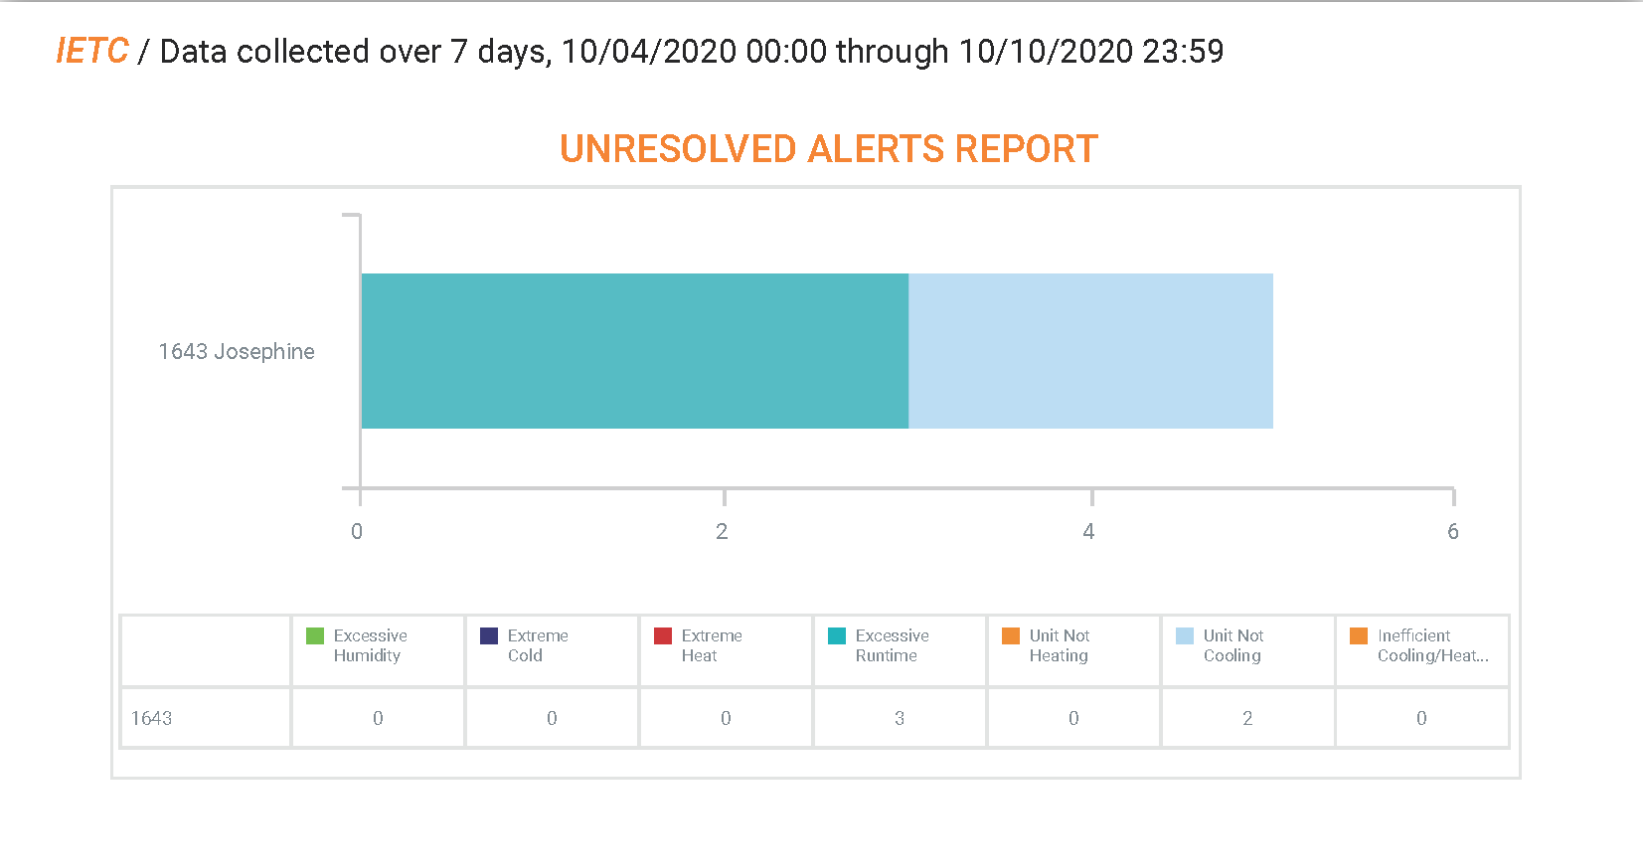 IETC / Data collected over 7 days, 10/04/2020 00:00 through 10/10/2020 23:59
UNRESOLVED ALERTS REPORT
1643 Josephine
0 2 4 6
Excessive Humidity
Extreme Cold
Extreme Heat
Excessive Runtime
Unit Not Heating
Unit Not Cooling
Inefficient Cooling/Heat...
1643 0 0 0 3 0 2 0